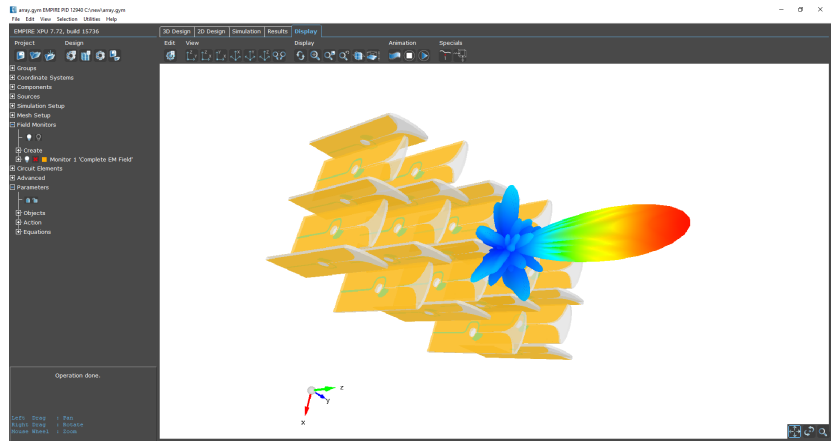 array.gym EMPIRE PID 12940 C:\new\array.gym
File Edit View Selection Utilities Help
EMPIRE XPU 7.72, build 15736
3D Design 2D Design Simulation Results Display
Project Design
Edit View Display Animation Specials
Groups
Coordinate Systems
Components
Sources
Simulation Setup
Mesh Setup
Field Monitors
Create
Monitor 1 'Complete EM Field'
Circuit Elements
Advanced
Parameters
Objects
Action
Equations
z
y
x
Operation done.
Left Drag : Pan
Right Drag : Rotate
Mouse Wheel : Zoom